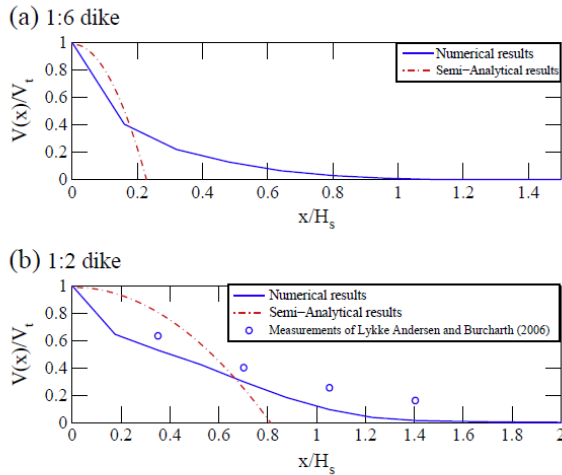 (a) 1:6 dike
Numerical results
Semi−Analytical results
V(x)/Vt
1
0.8
0.6
0.4
0.2
0
0 0.2 0.4 0.6 0.8 1 1.2 1.4
x/Hs
(b) 1:2 dike
Numerical results
Semi−Analytical results
Measurements of Lykke Andersen and Burcharth (2006)
V(x)/Vt
1
0.8
0.6
0.4
0.2
0
0 0.2 0.4 0.6 0.8 1 1.2 1.4 1.6 1.8 2
x/Hs